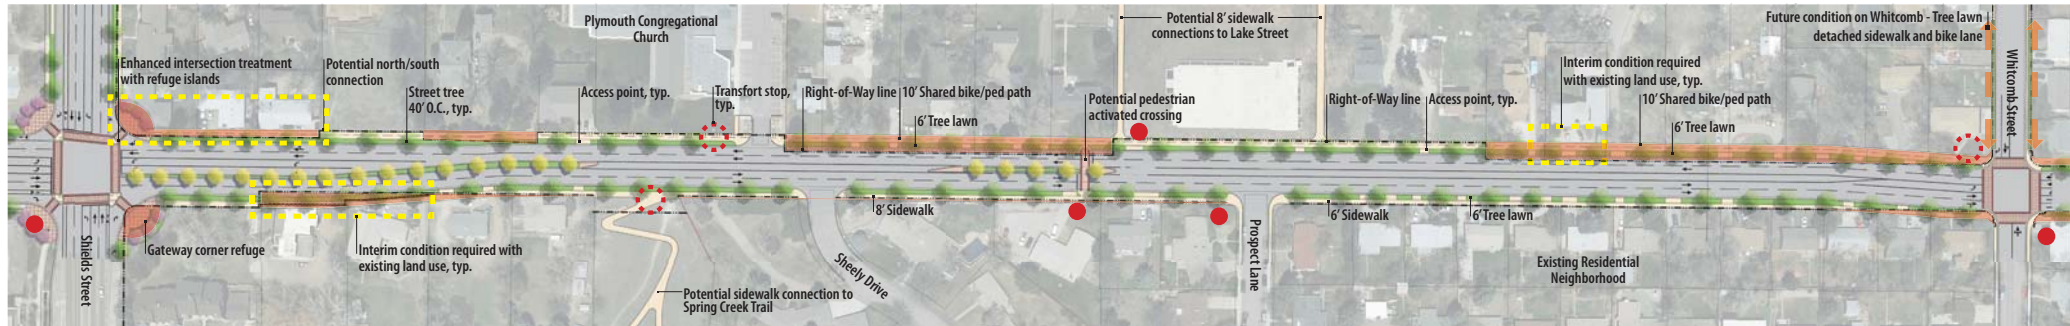 Plymouth Congregational
Church
Potential 8' sidewalk
connections to Lake Street
Future condition on Whitcomb - Tree lawn
detached sidewalk and bike lane
Enhanced intersection treatment
with refuge islands
Potential north/south
connection
Street tree
40' O.C., typ.
Access point, typ.
Transfort stop,
typ.
Right-of-Way line
10' Shared bike/ped path
6' Tree lawn
Potential pedestrian
activated crossing
Right-of-Way line
Access point, typ.
Interim condition required
with existing land use, typ.
10' Shared bike/ped path
6' Tree lawn
Whitcomb Street
Shields Street
Gateway corner refuge
Interim condition required with
existing land use, typ.
Potential sidewalk connection to
Spring Creek Trail
Sheely Drive
8' Sidewalk
Prospect Lane
6' Sidewalk
6' Tree lawn
Existing Residential
Neighborhood